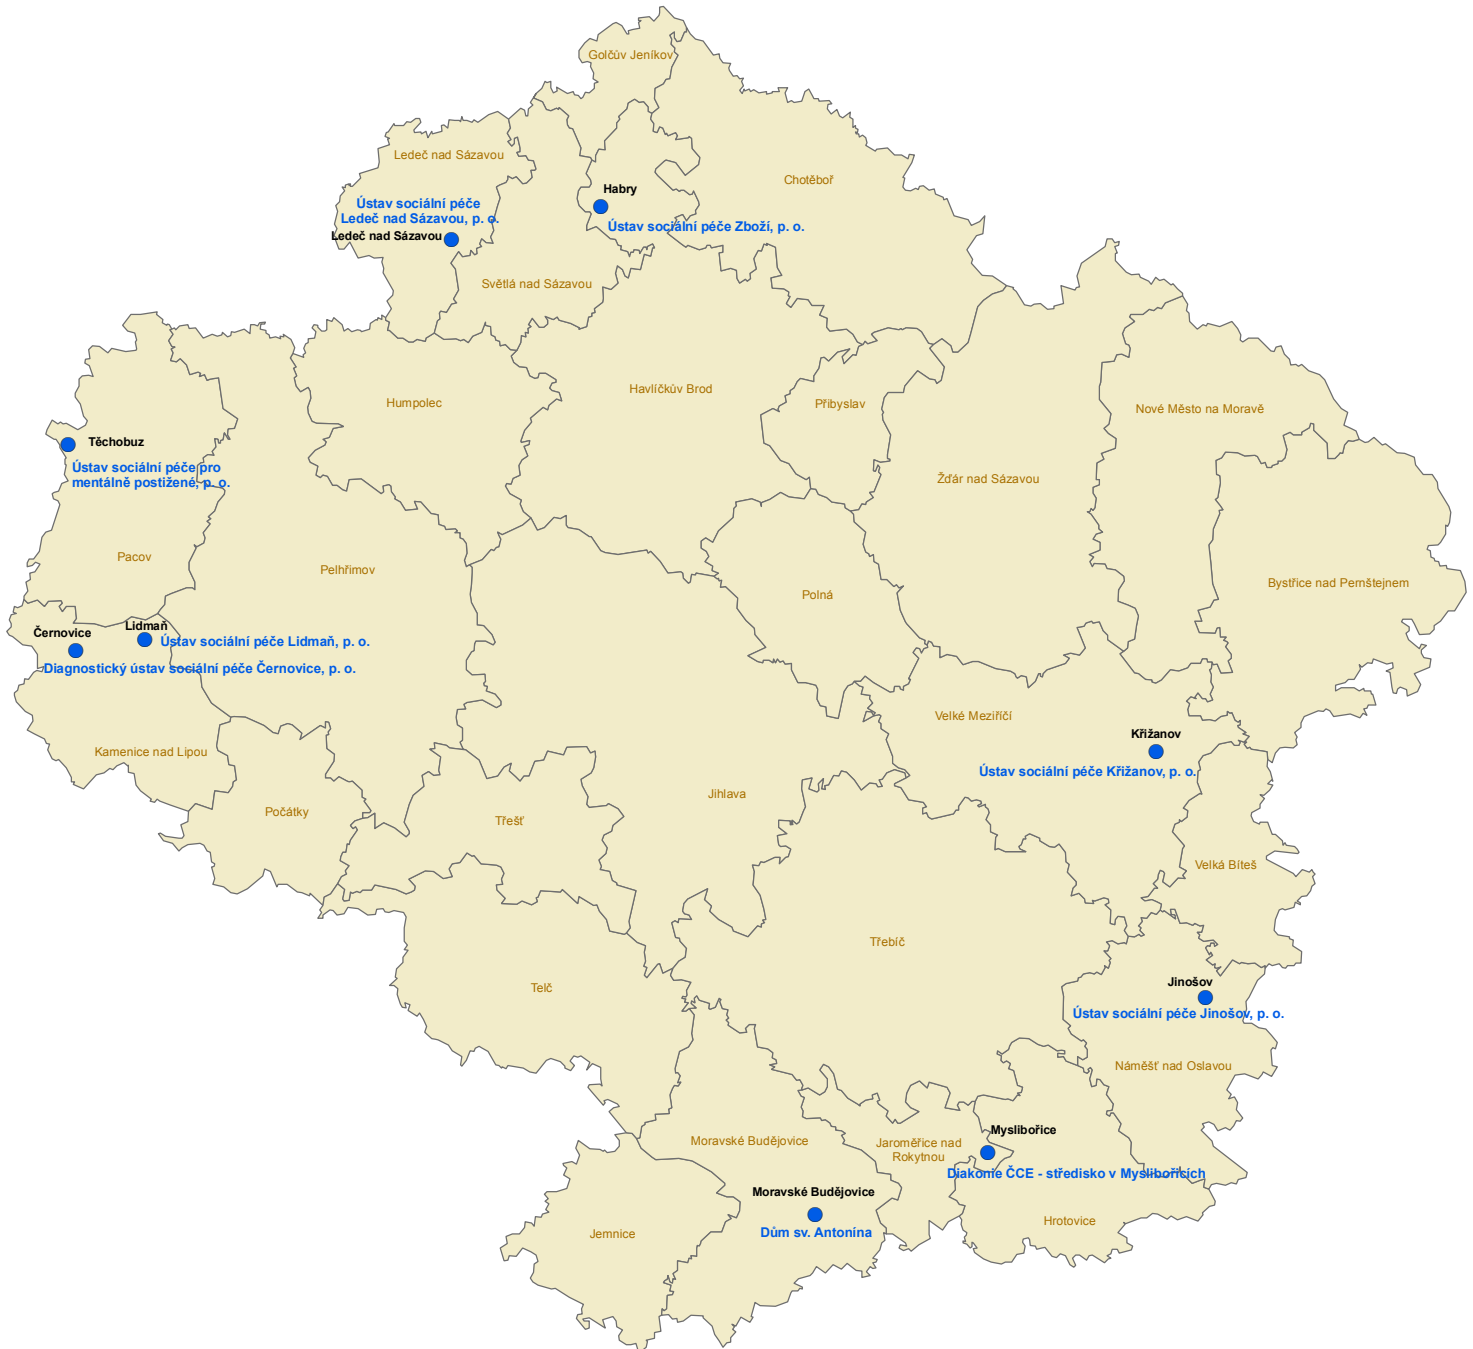 Golčův Jeníkov
Ledeč nad Sázavou
Chotěboř
Habry
Ústav sociální péče
Ledeč nad Sázavou, p. o.
Ústav sociální péče Zboží, p. o.
Ledeč nad Sázavou
Světlá nad Sázavou
Havlíčkův Brod
Humpolec
Přibyslav
Nové Město na Moravě
Těchobuz
Ústav sociální péče pro
mentálně postižené, p. o.
Žďár nad Sázavou
Pacov
Pelhřimov
Bystřice nad Pernštejnem
Polná
Lidmaň
Černovice
Ústav sociální péče Lidmaň, p. o.
Diagnostický ústav sociální péče Černovice, p. o.
Velké Meziříčí
Křižanov
Kamenice nad Lipou
Ústav sociální péče Křižanov, p. o.
Jihlava
Počátky
Třešť
Velká Bíteš
Třebíč
Jinošov
Telč
Ústav sociální péče Jinošov, p. o.
Náměšť nad Oslavou
Myslibořice
Moravské Budějovice
Jaroměřice nad
Rokytnou
Diakonie ČCE - středisko v Myslibořicích
Moravské Budějovice
Hrotovice
Dům sv. Antonína
Jemnice